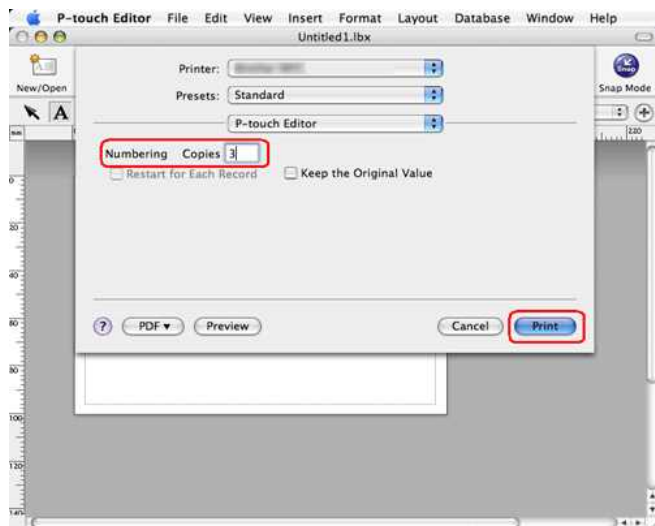 P-touch Editor File Edit View Insert Format Layout Database Window Help
Untitled1.lbx
New/Open
Snap Mode
Printer:
Presets: Standard
P-touch Editor
A
mm
220
Numbering Copies 3
Restart for Each Record Keep the Original Value
0
20
40
60
? PDF Preview Cancel Print
80
100
120
140